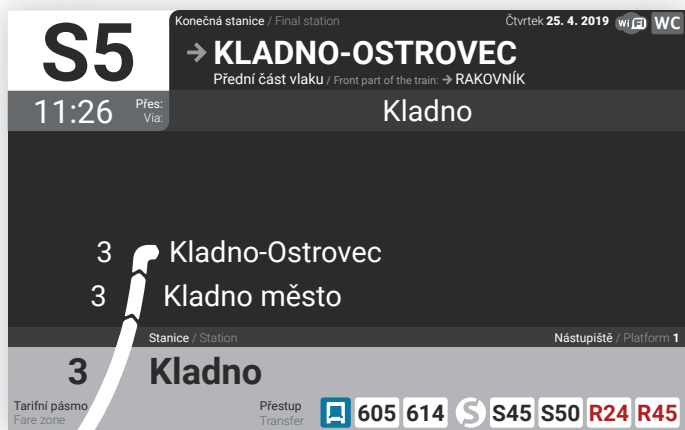 S5
Konečná stanice / Final station
Čtvrtek 25. 4. 2019 WiFi WC
→ KLADNO-OSTROVEC
Přední část vlaku / Front part of the train: → RAKOVNÍK
11:26
Přes:
Via:
Kladno
3 Kladno-Ostrovec
3 Kladno město
Stanice / Station
Nástupiště / Platform 1
3 Kladno
Tarifní pásmo
Fare zone
Přestup
Transfer
605 614 S S45 S50 R24 R45